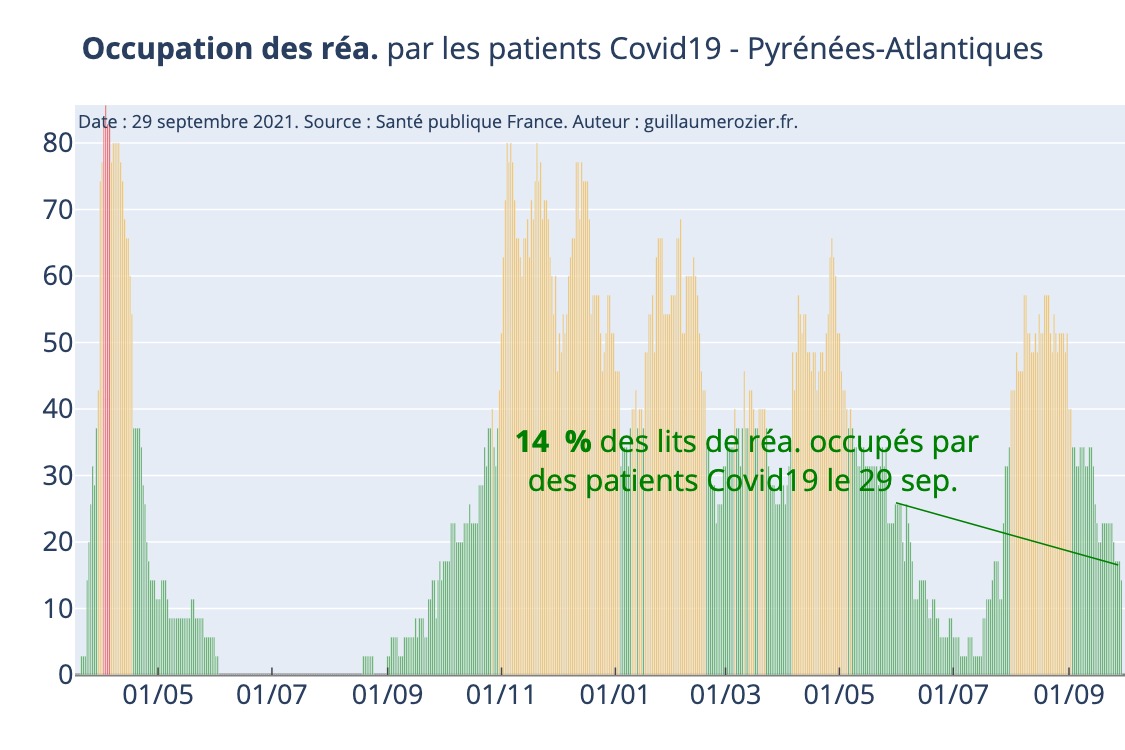 Occupation des réa. par les patients Covid19 - Pyrénées-Atlantiques
Date : 29 septembre 2021. Source : Santé publique France. Auteur : guillaumerozier.fr.
80
70
60
50
40
14 % des lits de réa. occupés par
des patients Covid19 le 29 sep.
30
20
10
0
01/05 01/07 01/09 01/11 01/01 01/03 01/05 01/07 01/09